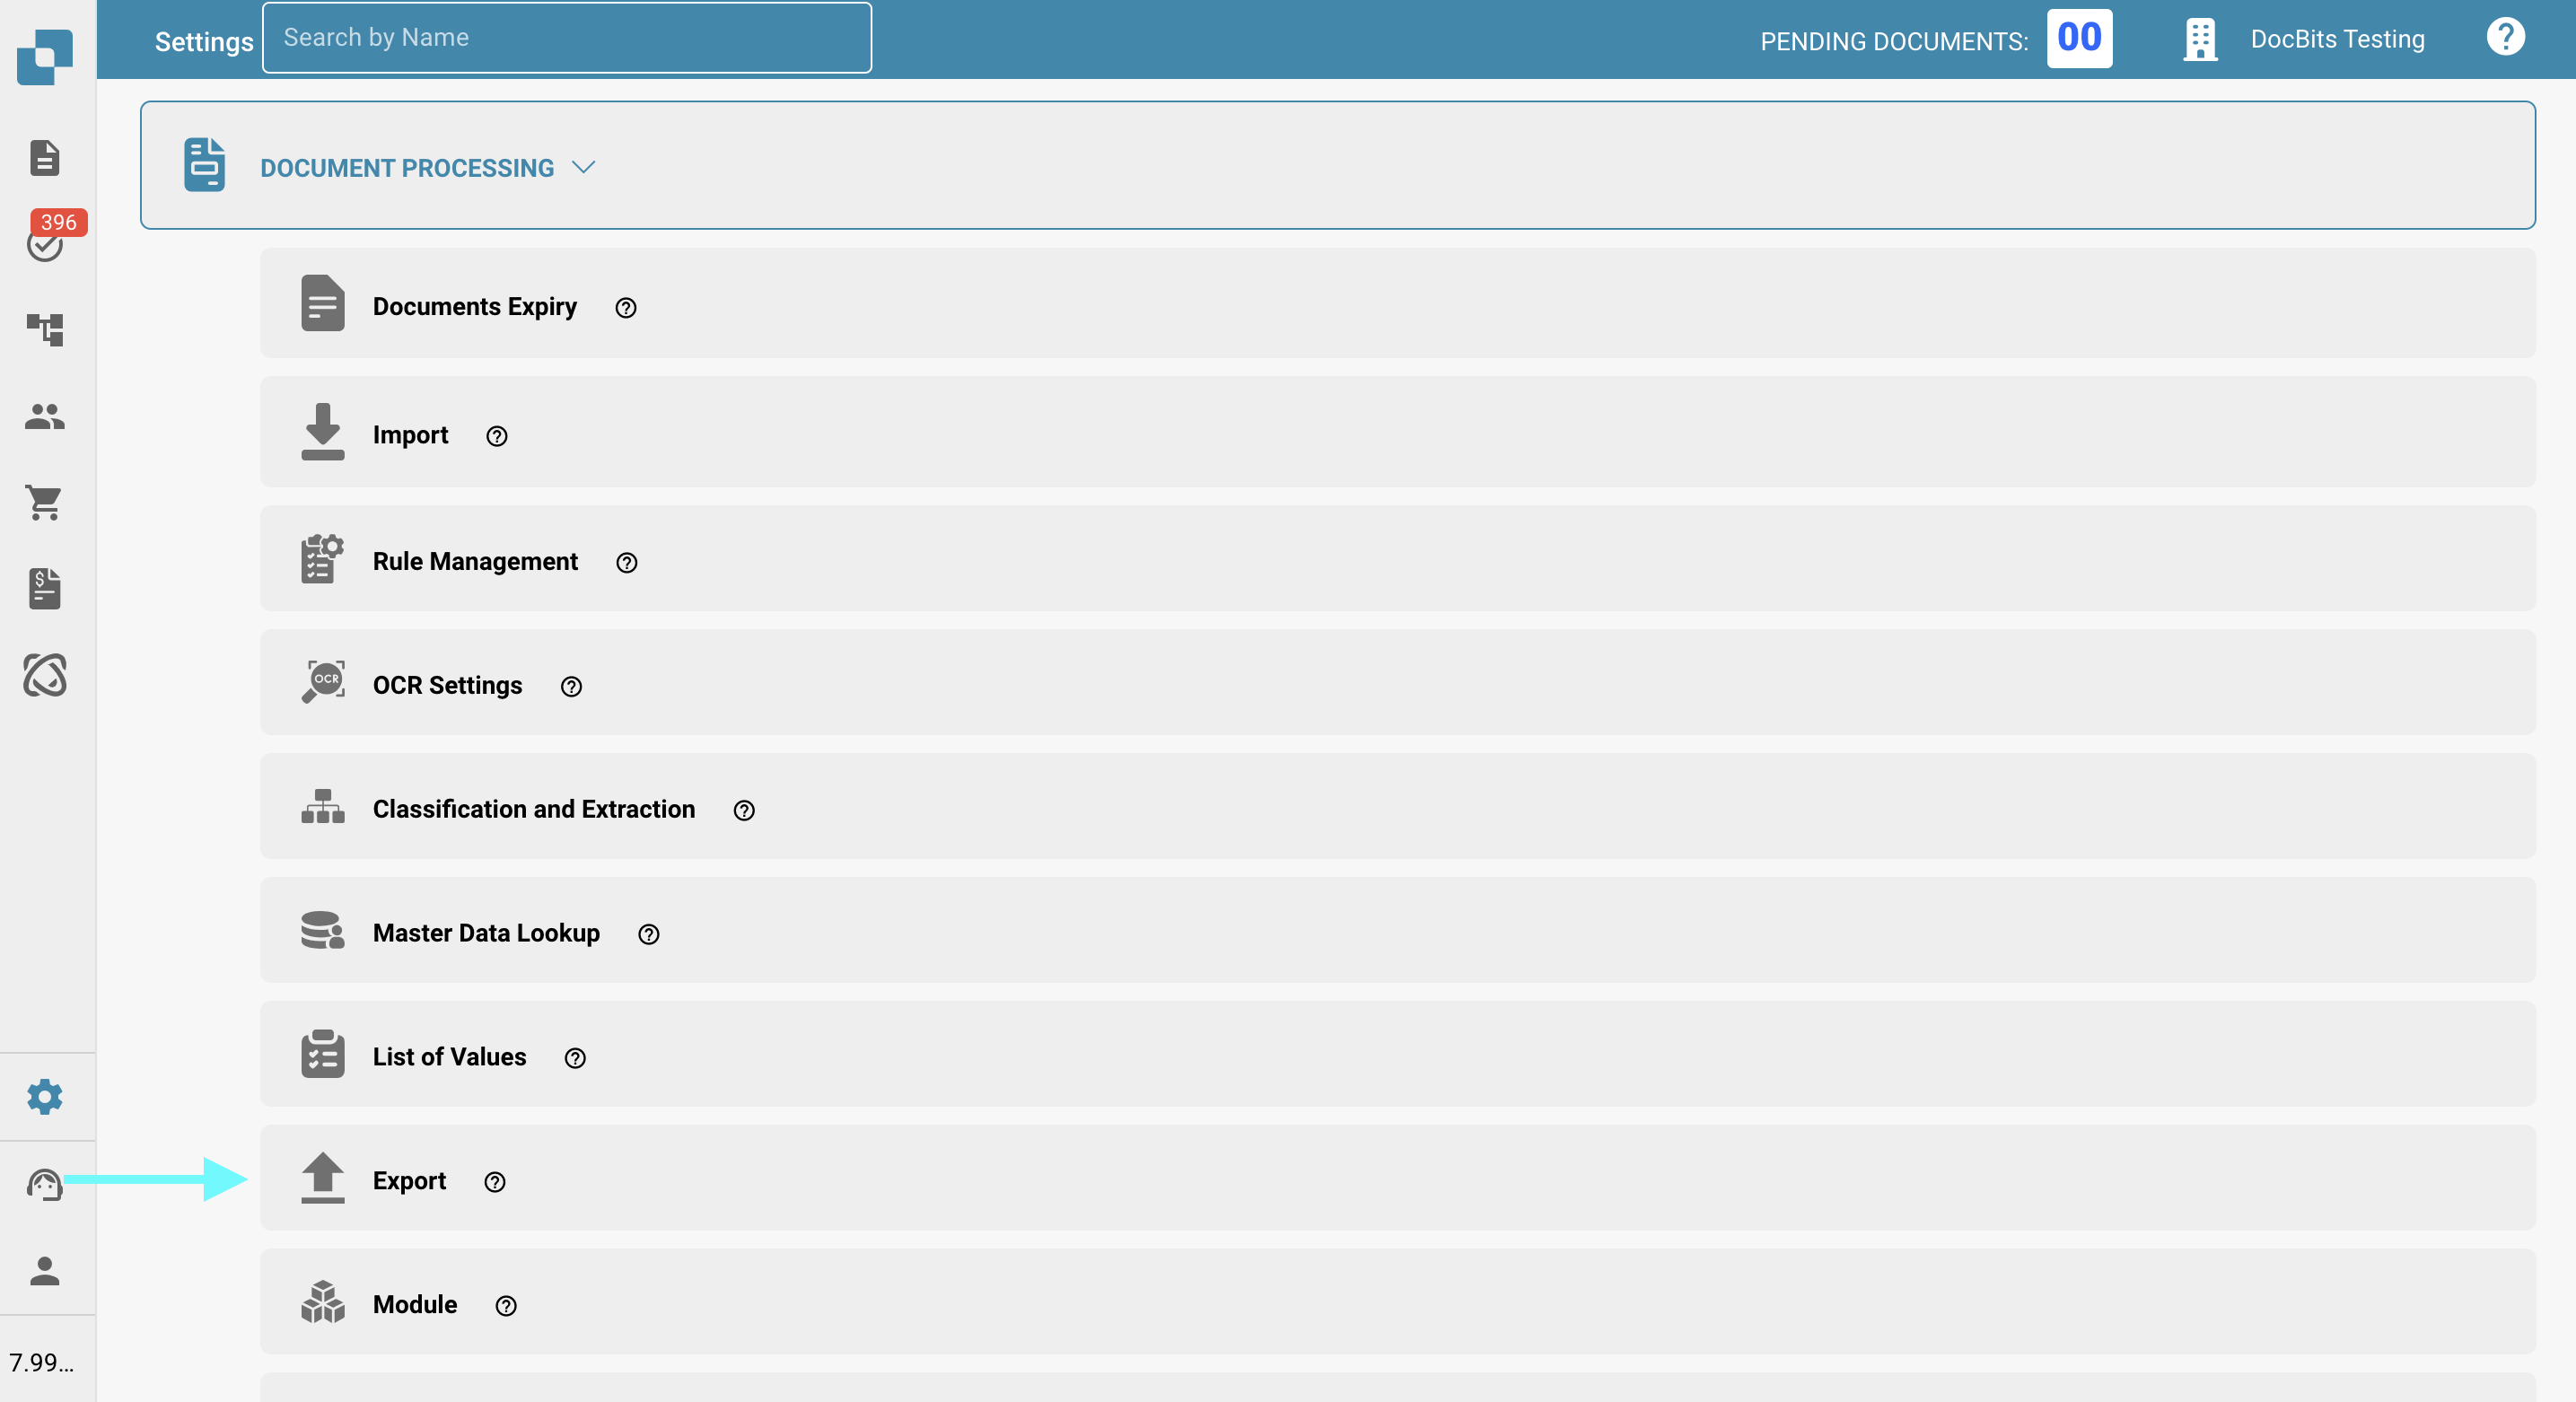 Settings
Search by Name
PENDING DOCUMENTS: 00
DocBits Testing
?
396
DOCUMENT PROCESSING
Documents Expiry ?
Import ?
Rule Management ?
OCR
OCR Settings ?
Classification and Extraction ?
Master Data Lookup ?
List of Values ?
Export ?
Module ?
$
7.99...